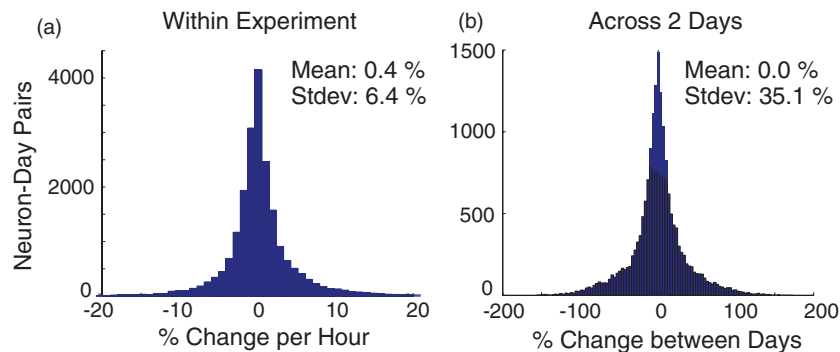 (a) Within Experiment
Mean: 0.4 %
Stdev: 6.4 %
Neuron-Day Pairs
4000
2000
0
-20 -10 0 10 20
% Change per Hour
(b) Across 2 Days
Mean: 0.0 %
Stdev: 35.1 %
1500
1000
500
0
-200 -100 0 100 200
% Change between Days